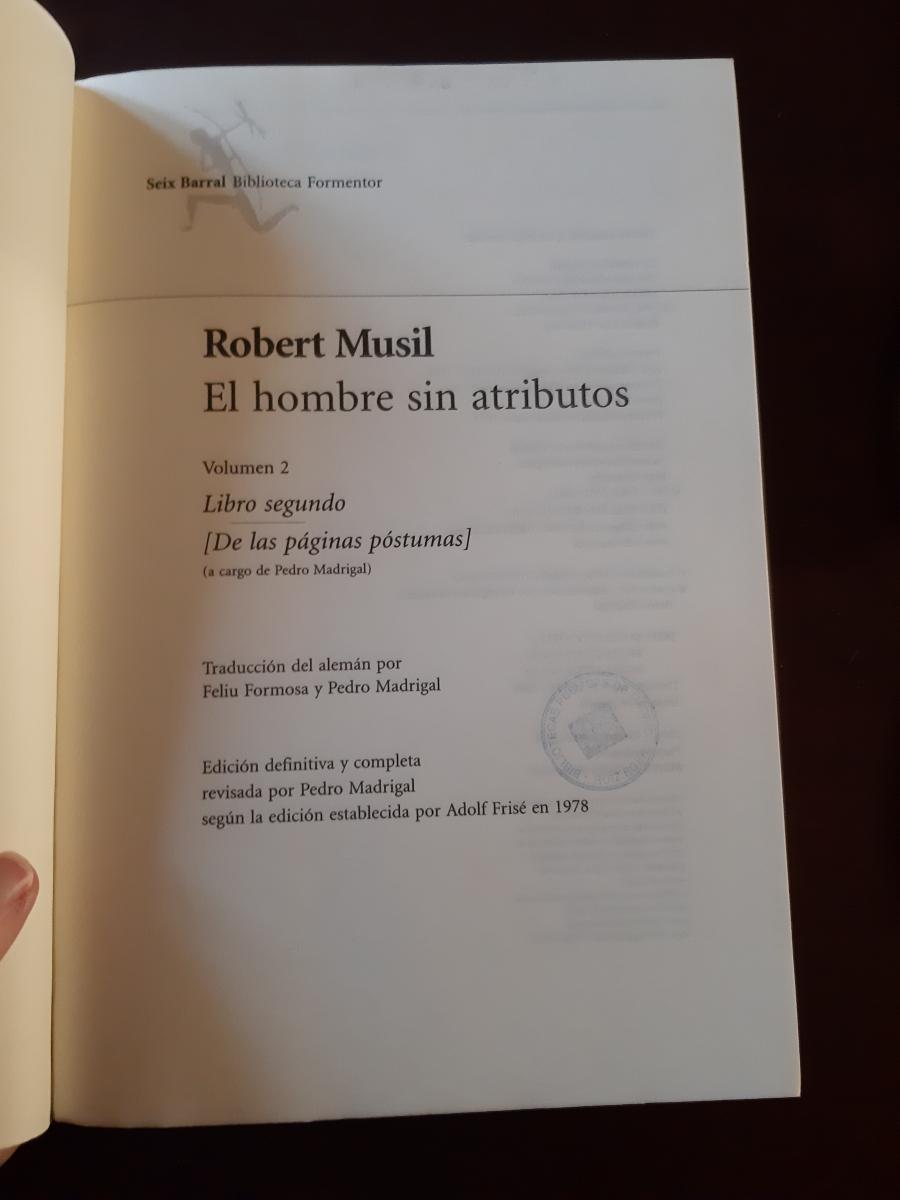 Seix Barral Biblioteca Formentor
Robert Musil
El hombre sin atributos
Volumen 2
Libro segundo
[De las páginas póstumas]
(a cargo de Pedro Madrigal)
Traducción del alemán por
Feliu Formosa y Pedro Madrigal
Edición definitiva y completa
revisada por Pedro Madrigal
según la edición establecida por Adolf Frisé en 1978
BIBLIOTECAS